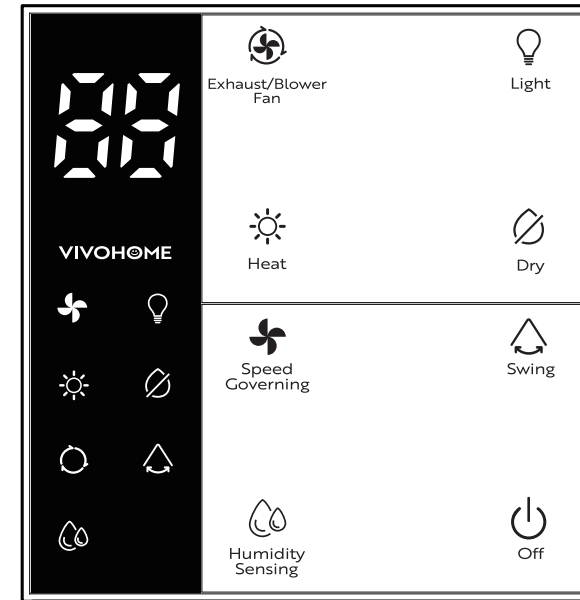 88
VIVOHOME
Exhaust/Blower
Fan
Light
Heat
Dry
Speed
Governing
Swing
Humidity
Sensing
Off